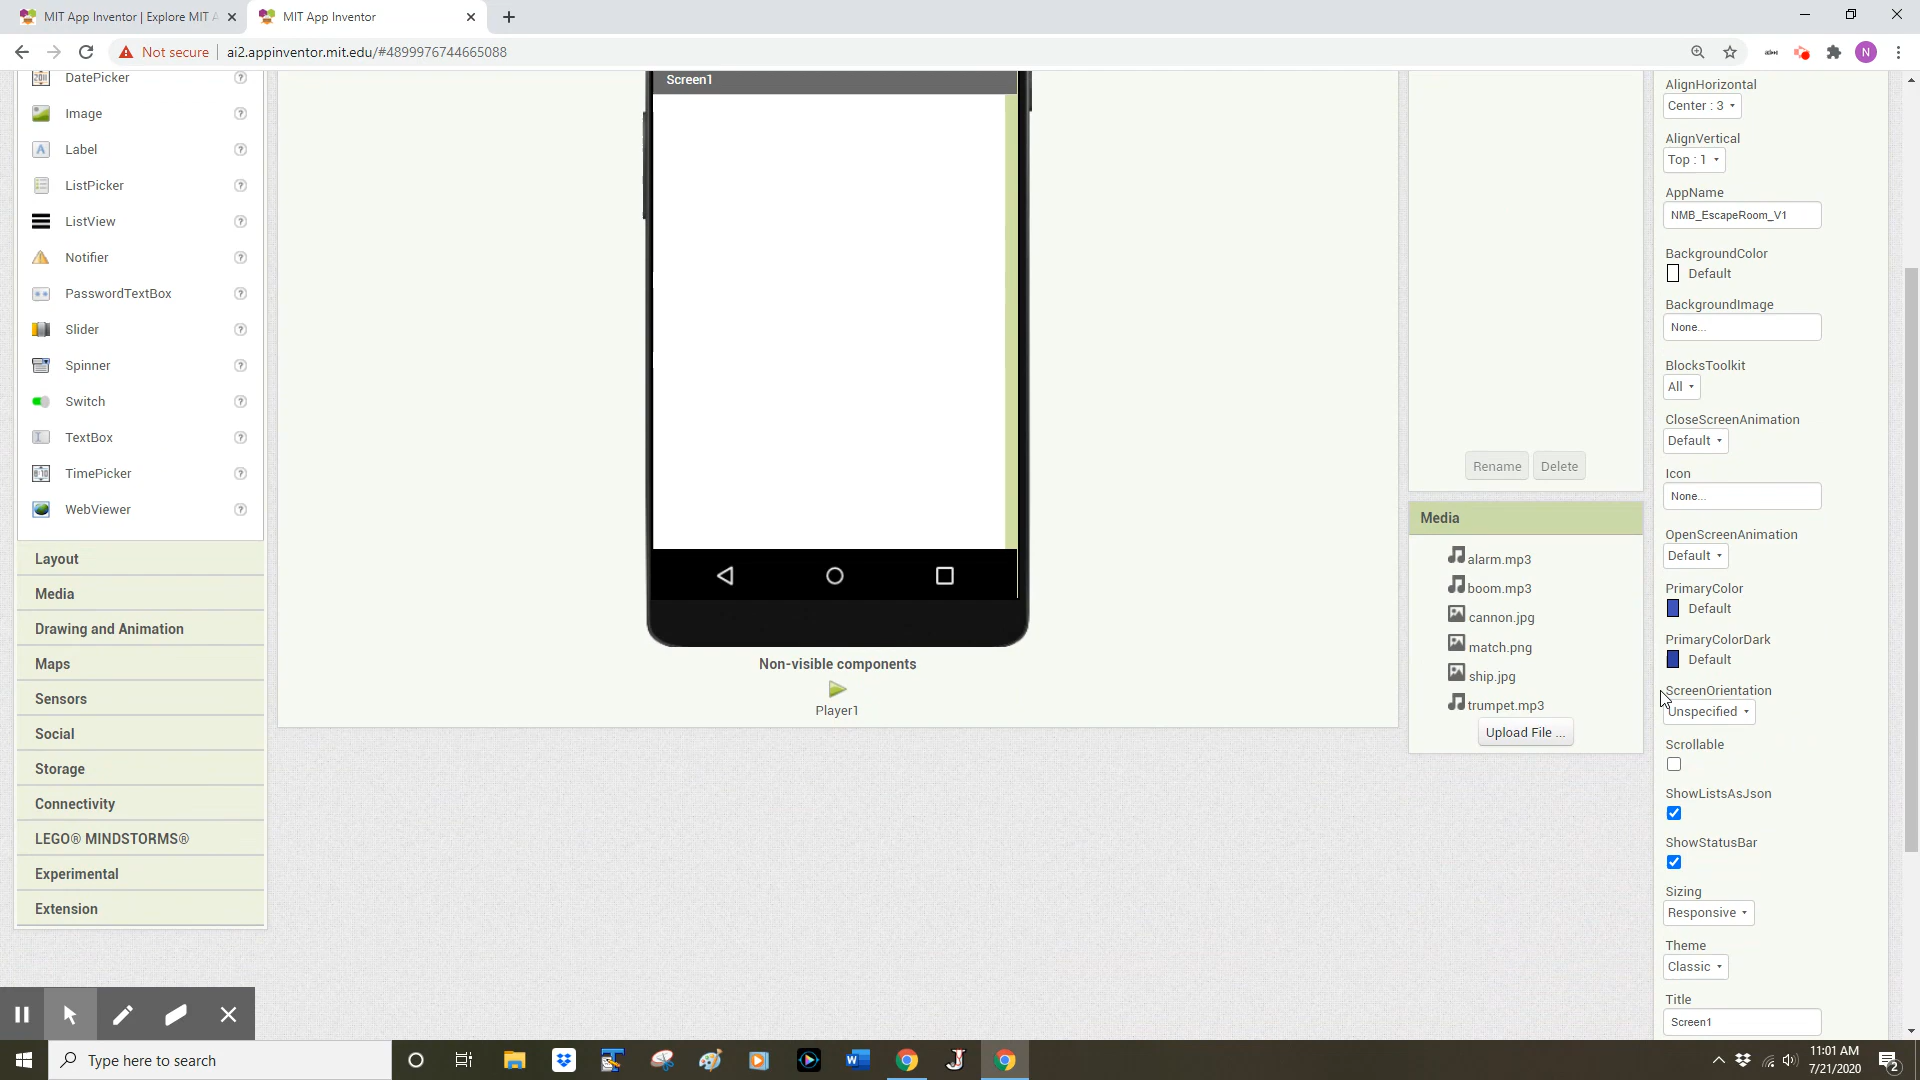 MIT App Inventor | Explore MIT A
MIT App Inventor
Not secure
ai2.appinventor.mit.edu/#4899976744665088
N
DatePicker
Image
Label
ListPicker
ListView
Notifier
PasswordTextBox
Slider
Spinner
Switch
TextBox
TimePicker
WebViewer
Layout
Media
Drawing and Animation
Maps
Sensors
Social
Storage
Connectivity
LEGO® MINDSTORMS®
Experimental
Extension
Screen1
Non-visible components
Player1
Rename
Delete
Media
alarm.mp3
boom.mp3
cannon.jpg
match.png
ship.jpg
trumpet.mp3
Upload File ...
AlignHorizontal
Center : 3
AlignVertical
Top : 1
AppName
NMB_EscapeRoom_V1
BackgroundColor
Default
BackgroundImage
None...
BlocksToolkit
All
CloseScreenAnimation
Default
Icon
None...
OpenScreenAnimation
Default
PrimaryColor
Default
PrimaryColorDark
Default
ScreenOrientation
Unspecified
Scrollable
ShowListsAsJson
ShowStatusBar
Sizing
Responsive
Theme
Classic
Title
Screen1
Type here to search
11:01 AM
7/21/2020
2